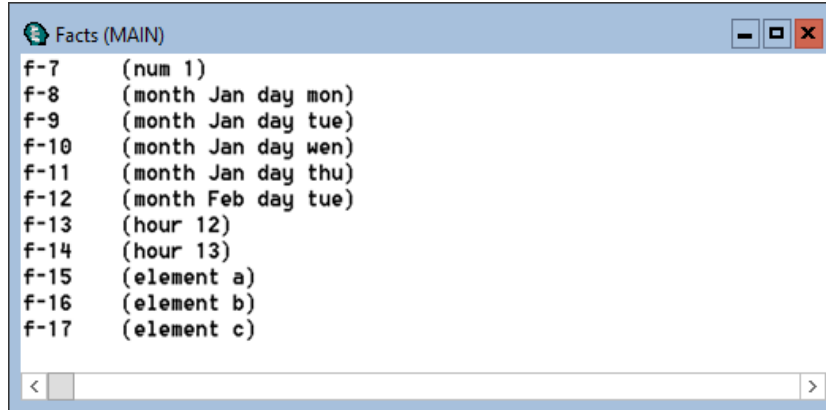 Facts (MAIN)
f-7 (num 1)
f-8 (month Jan day mon)
f-9 (month Jan day tue)
f-10 (month Jan day wen)
f-11 (month Jan day thu)
f-12 (month Feb day tue)
f-13 (hour 12)
f-14 (hour 13)
f-15 (element a)
f-16 (element b)
f-17 (element c)